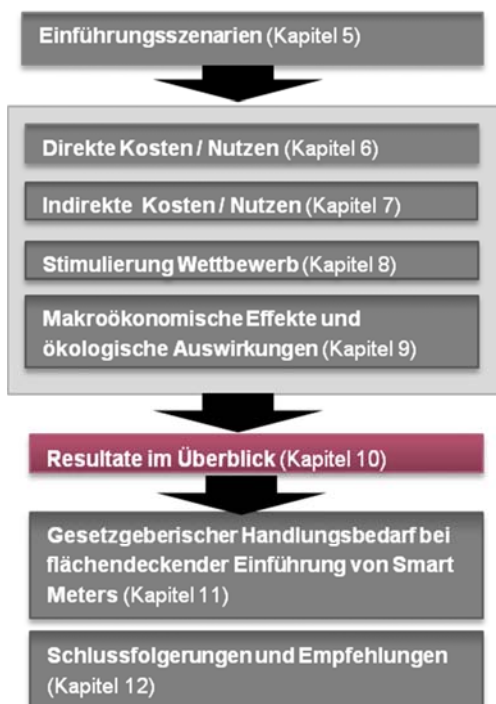 Einführungsszenarien (Kapitel 5)
Direkte Kosten / Nutzen (Kapitel 6)
Indirekte Kosten / Nutzen (Kapitel 7)
Stimulierung Wettbewerb (Kapitel 8)
Makroökonomische Effekte und
ökologische Auswirkungen (Kapitel 9)
Resultate im Überblick (Kapitel 10)
Gesetzgeberischer Handlungsbedarf bei
flächendeckender Einführung von Smart
Meters (Kapitel 11)
Schlussfolgerungen und Empfehlungen
(Kapitel 12)